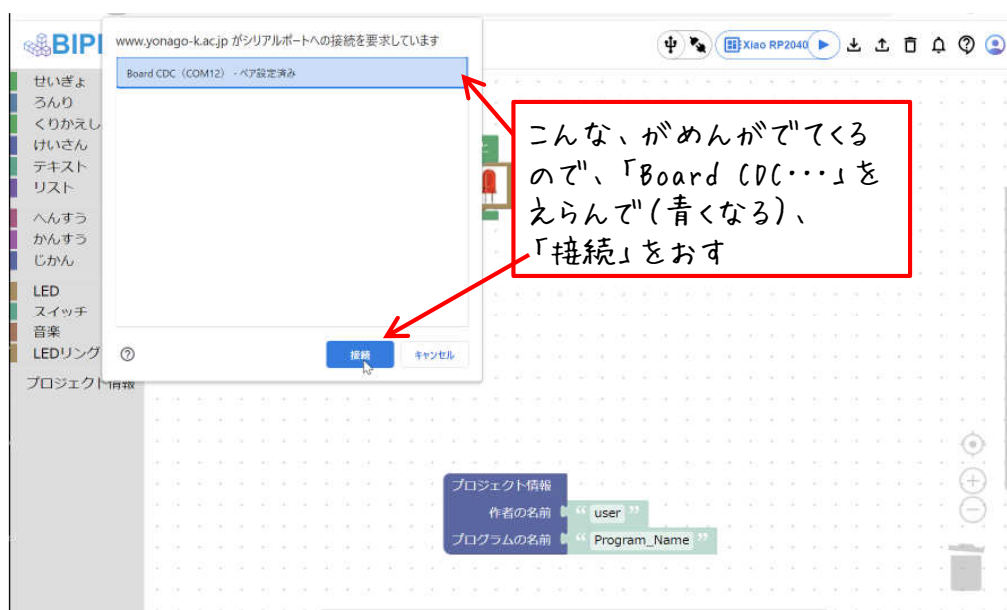 BIP
www.yonago-k.ac.jp がシリアルポートへの接続を要求しています
Xiao RP2040
Board CDC（COM12） - ペア設定済み
せいぎょ
ろんり
くりかえし
けいさん
テキスト
リスト
へんすう
かんすう
じかん
LED
スイッチ
音楽
LEDリング
プロジェクト情報
こんな、がめんがでてくる
ので、「Board CDC・・・」を
えらんで(青くなる)、
「接続」をおす
接続
キャンセル
プロジェクト情報
作者の名前 “ user ”
プログラムの名前 “ Program_Name ”